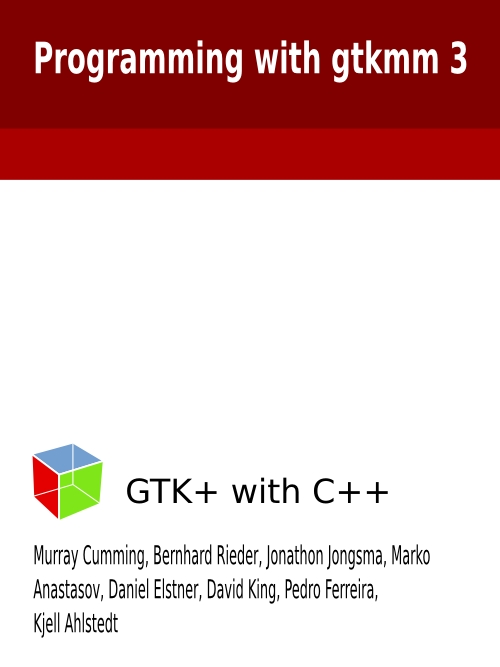 Programming with gtkmm 3
GTK+ with C++
Murray Cumming, Bernhard Rieder, Jonathon Jongsma, Marko
Anastasov, Daniel Elstner, David King, Pedro Ferreira,
Kjell Ahlstedt